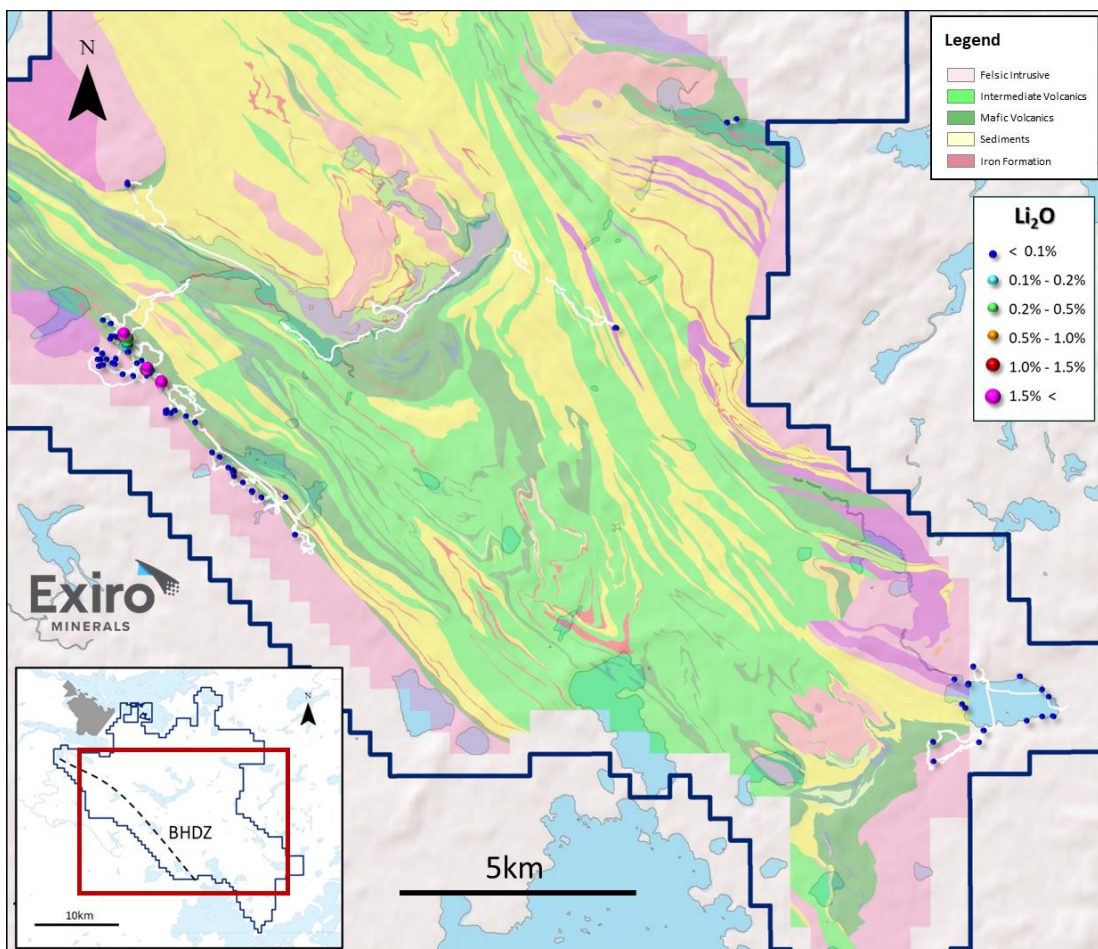 N
Legend
Felsic Intrusive
Intermediate Volcanics
Mafic Volcanics
Sediments
Iron Formation
Li₂O
< 0.1%
0.1% - 0.2%
0.2% - 0.5%
0.5% - 1.0%
1.0% - 1.5%
1.5% <
Exiro
MINERALS
N
BHDZ
10km
5km